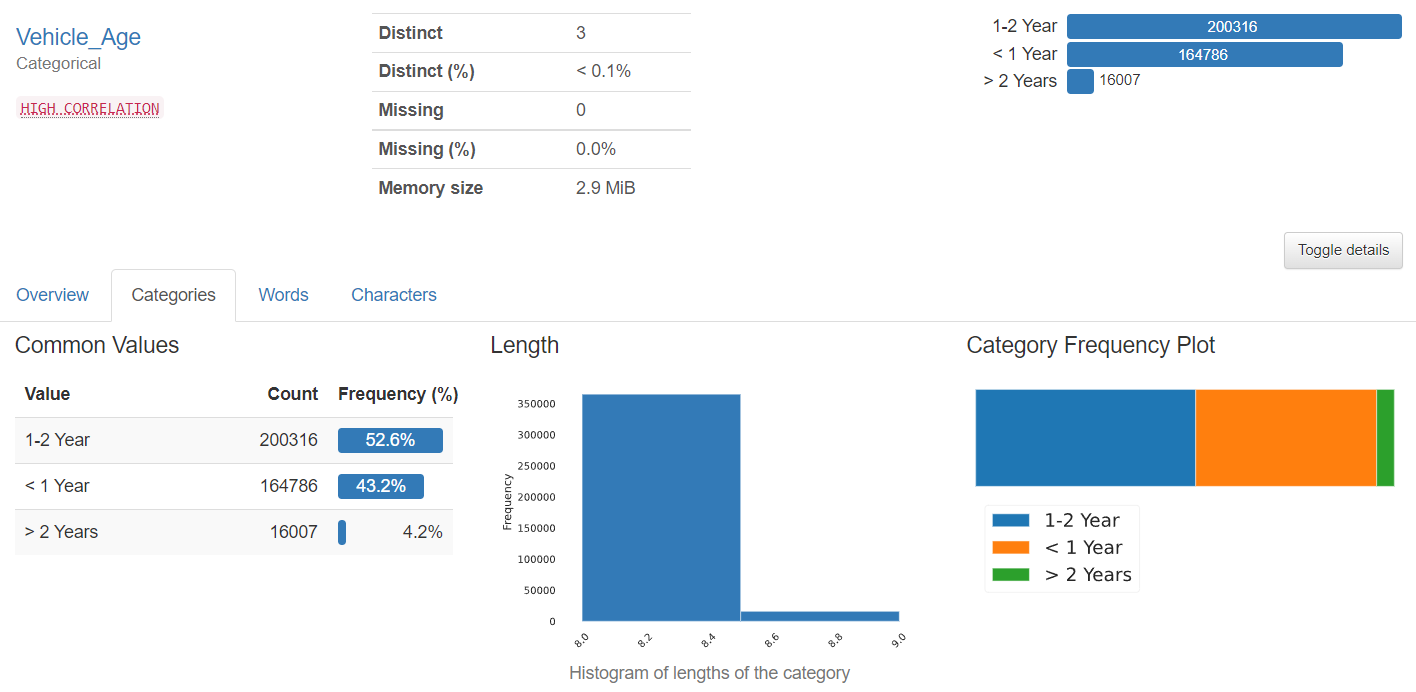 Vehicle_Age
Categorical
HIGH CORRELATION
Distinct 3
Distinct (%) < 0.1%
Missing 0
Missing (%) 0.0%
Memory size 2.9 MiB
1-2 Year 200316
< 1 Year 164786
> 2 Years 16007
Toggle details
Overview Categories Words Characters
Common Values
Value Count Frequency (%)
1-2 Year 200316 52.6%
< 1 Year 164786 43.2%
> 2 Years 16007 4.2%
Length
Frequency
350000
300000
250000
200000
150000
100000
50000
0
8.0 8.2 8.4 8.6 8.8 9.0
Histogram of lengths of the category
Category Frequency Plot
1-2 Year
< 1 Year
> 2 Years